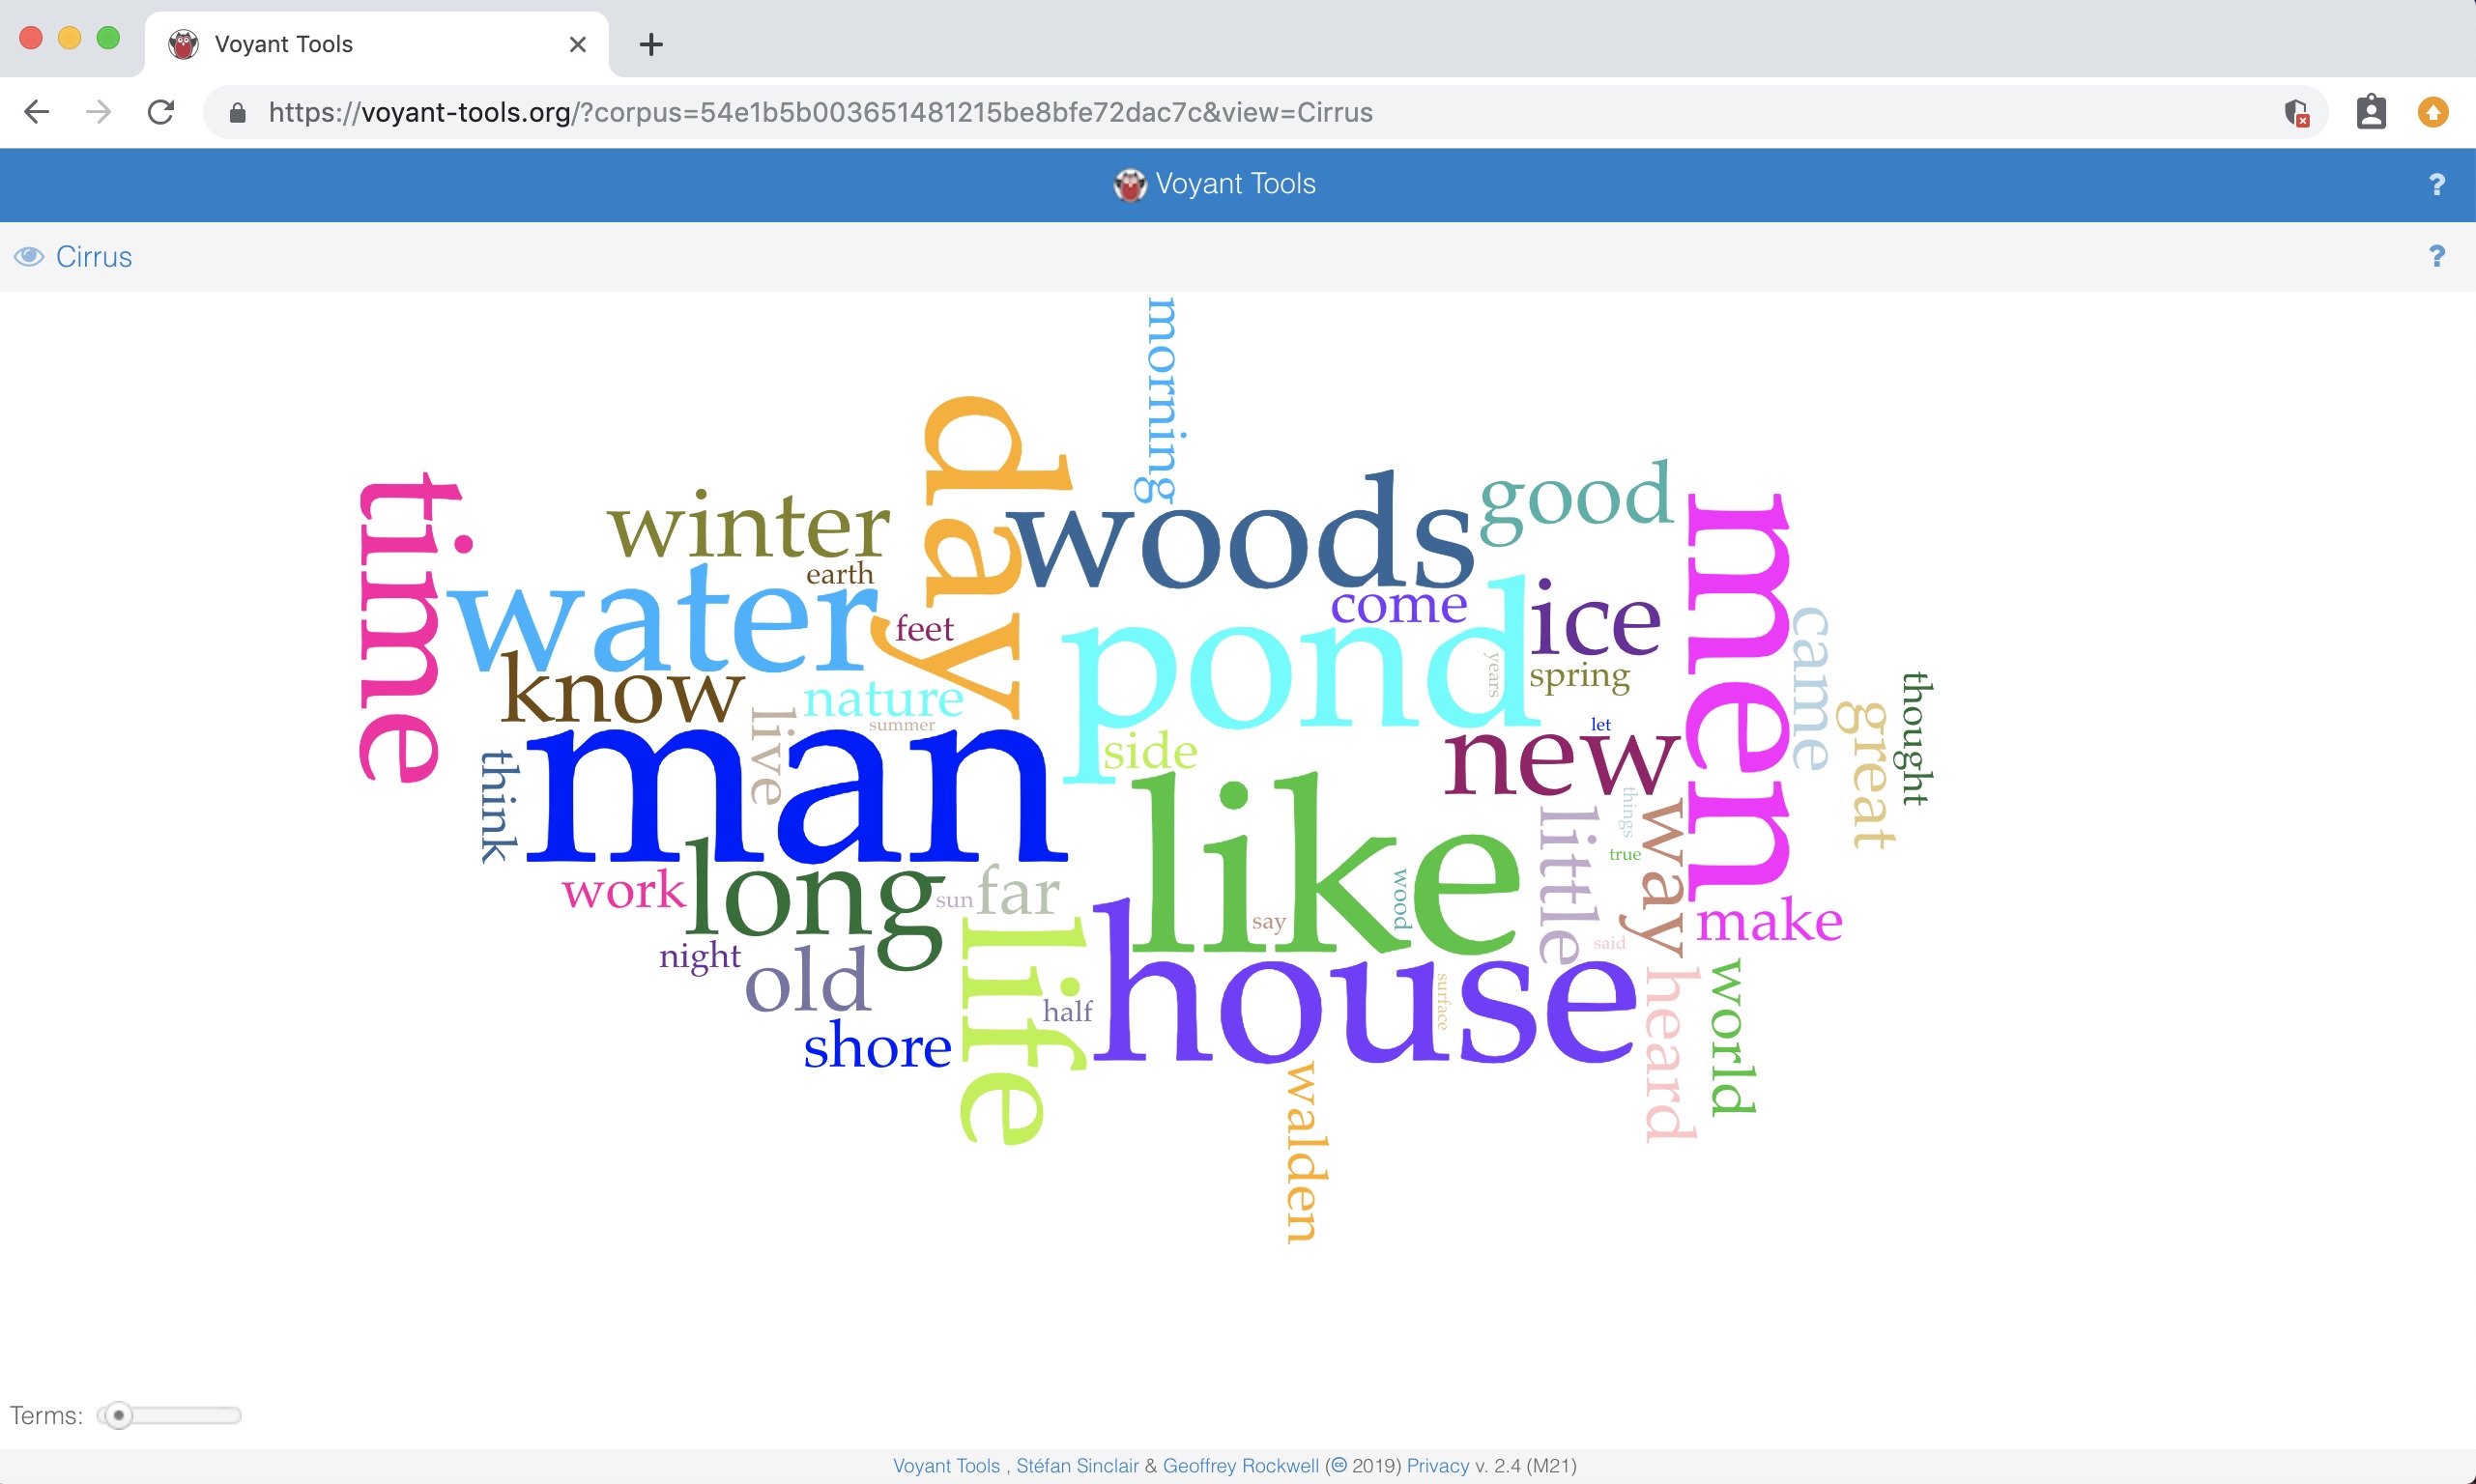 Voyant Tools
https://voyant-tools.org/?corpus=54e1b5b003651481215be8bfe72dac7c&view=Cirrus
Voyant Tools
?
Cirrus
?
morning
day
time
winter
woods
good
men
earth
water
feet
come
ice
pond
years
spring
came
thought
know
nature
live
summer
let
great
side
new
think
man
like
things
little
way
true
work
long
sun
far
say
wood
make
night
old
life
half
house
surface
said
heard
world
shore
walden
Terms:
Voyant Tools , Stéfan Sinclair & Geoffrey Rockwell (🄯 2019) Privacy v. 2.4 (M21)